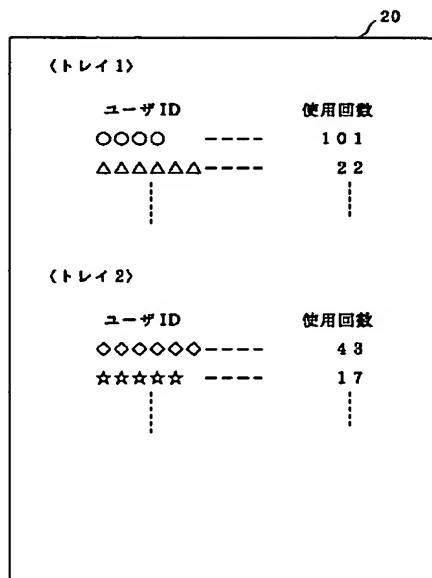 20
〈トレイ1〉
ユーザID 使用回数
○○○○ ---- 101
△△△△△△ ---- 22
〈トレイ2〉
ユーザID 使用回数
◇◇◇◇◇◇ ---- 43
☆☆☆☆☆ ---- 17